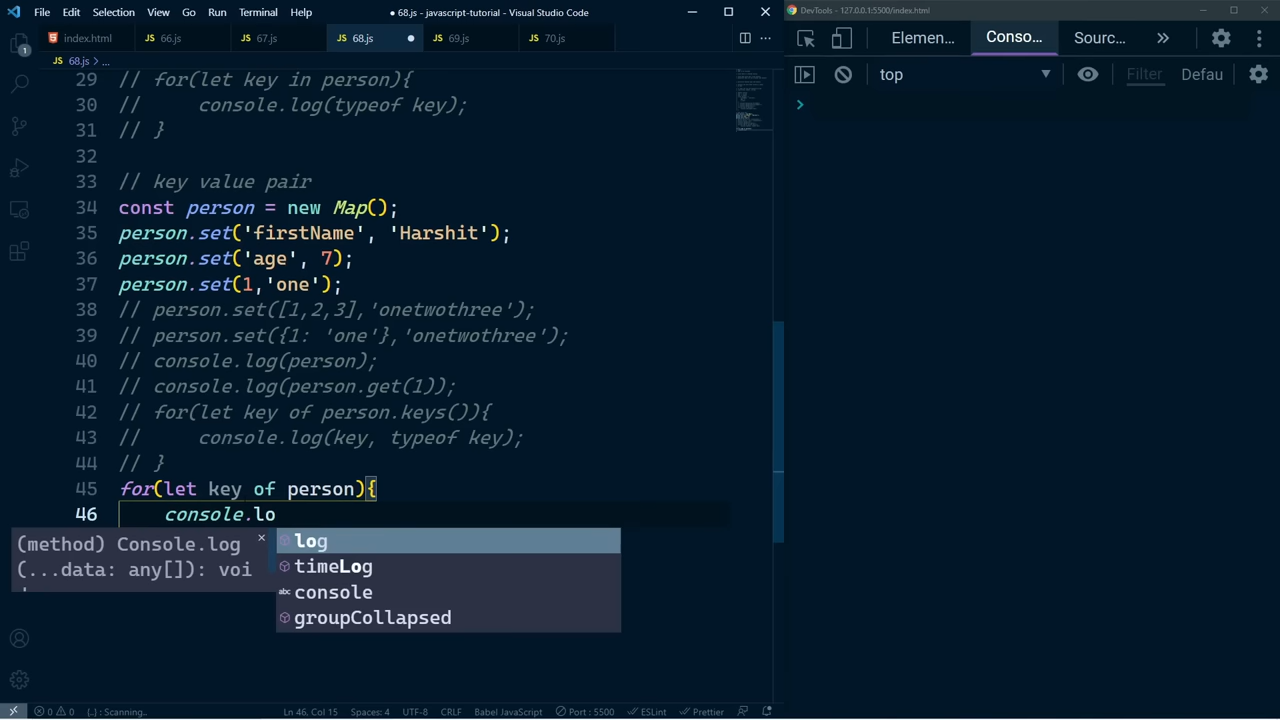 File Edit Selection View Go Run Terminal Help
● 68.js - javascript-tutorial - Visual Studio Code
DevTools - 127.0.0.1:5500/index.html
index.html
JS 66.js
JS 67.js
JS 68.js
JS 69.js
JS 70.js
1
JS 68.js > ...
29 // for(let key in person){
30 //     console.log(typeof key);
31 // }
32
33 // key value pair
34 const person = new Map();
35 person.set('firstName', 'Harshit');
36 person.set('age', 7);
37 person.set(1,'one');
38 // person.set([1,2,3],'onetwothree');
39 // person.set({1: 'one'},'onetwothree');
40 // console.log(person);
41 // console.log(person.get(1));
42 // for(let key of person.keys()){
43 //     console.log(key, typeof key);
44 // }
45 for(let key of person){
46     console.lo
(method) Console.log
(...data: any[]): voi
log
timeLog
abc console
groupCollapsed
Elemen... Conso... Sourc... »
top Filter Defau
>
0 0 {..} : Scanning.. Ln 46, Col 15 Spaces: 4 UTF-8 CRLF Babel JavaScript Port : 5500 ESLint Prettier